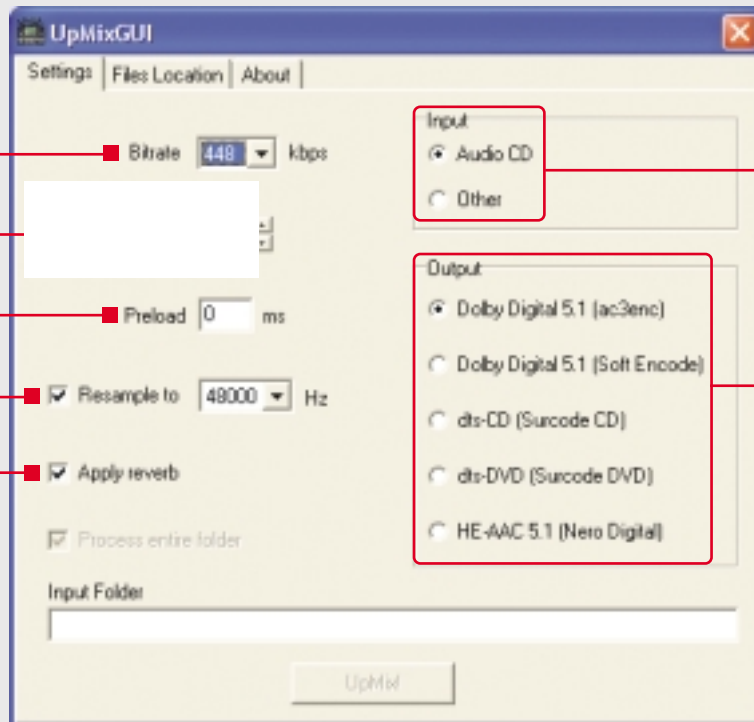 UpMixGUI
Settings Files Location About
Bitrate 448 kbps
Preload 0 ms
Resample to 48000 Hz
Apply reverb
Process entire folder
Input
Audio CD
Other
Output
Dolby Digital 5.1 (ac3enc)
Dolby Digital 5.1 (Soft Encode)
dts-CD (Surcode CD)
dts-DVD (Surcode DVD)
HE-AAC 5.1 (Nero Digital)
Input Folder
UpMix!